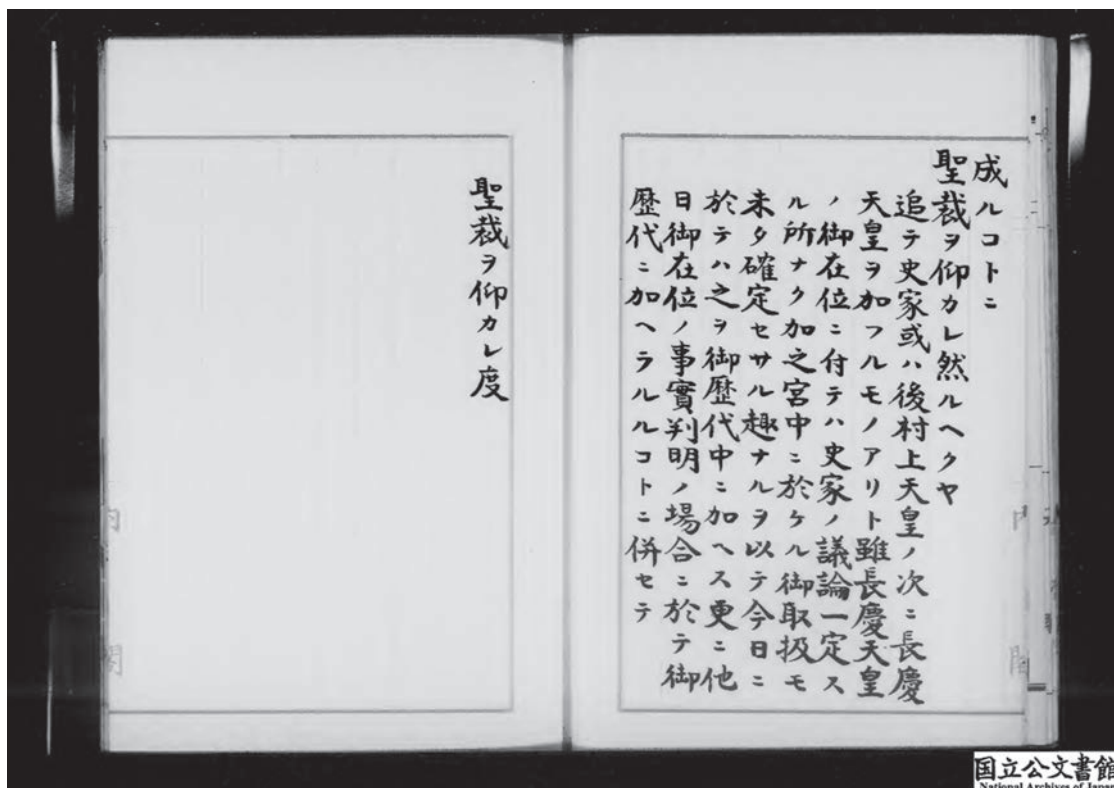 成ルコトニ
聖裁ヲ仰カレ然ルヘクヤ
追テ史家或ハ後村上天皇ノ次ニ長慶
天皇ヲ加フルモノアリト雖長慶天皇
ノ御在位ニ付テハ史家ノ議論一定ス
ル所ナク加之宮中ニ於ケル御取扱モ
未タ確定セサル趣ナルヲ以テ今日ニ
於テハ之ヲ御歴代中ニ加ヘス更ニ他
日御在位ノ事實判明ノ場合ニ於テ御
歴代ニ加ヘラルルコトニ併セテ
聖裁ヲ仰カレ度
内閣
国立公文書館
National Archives of Japan